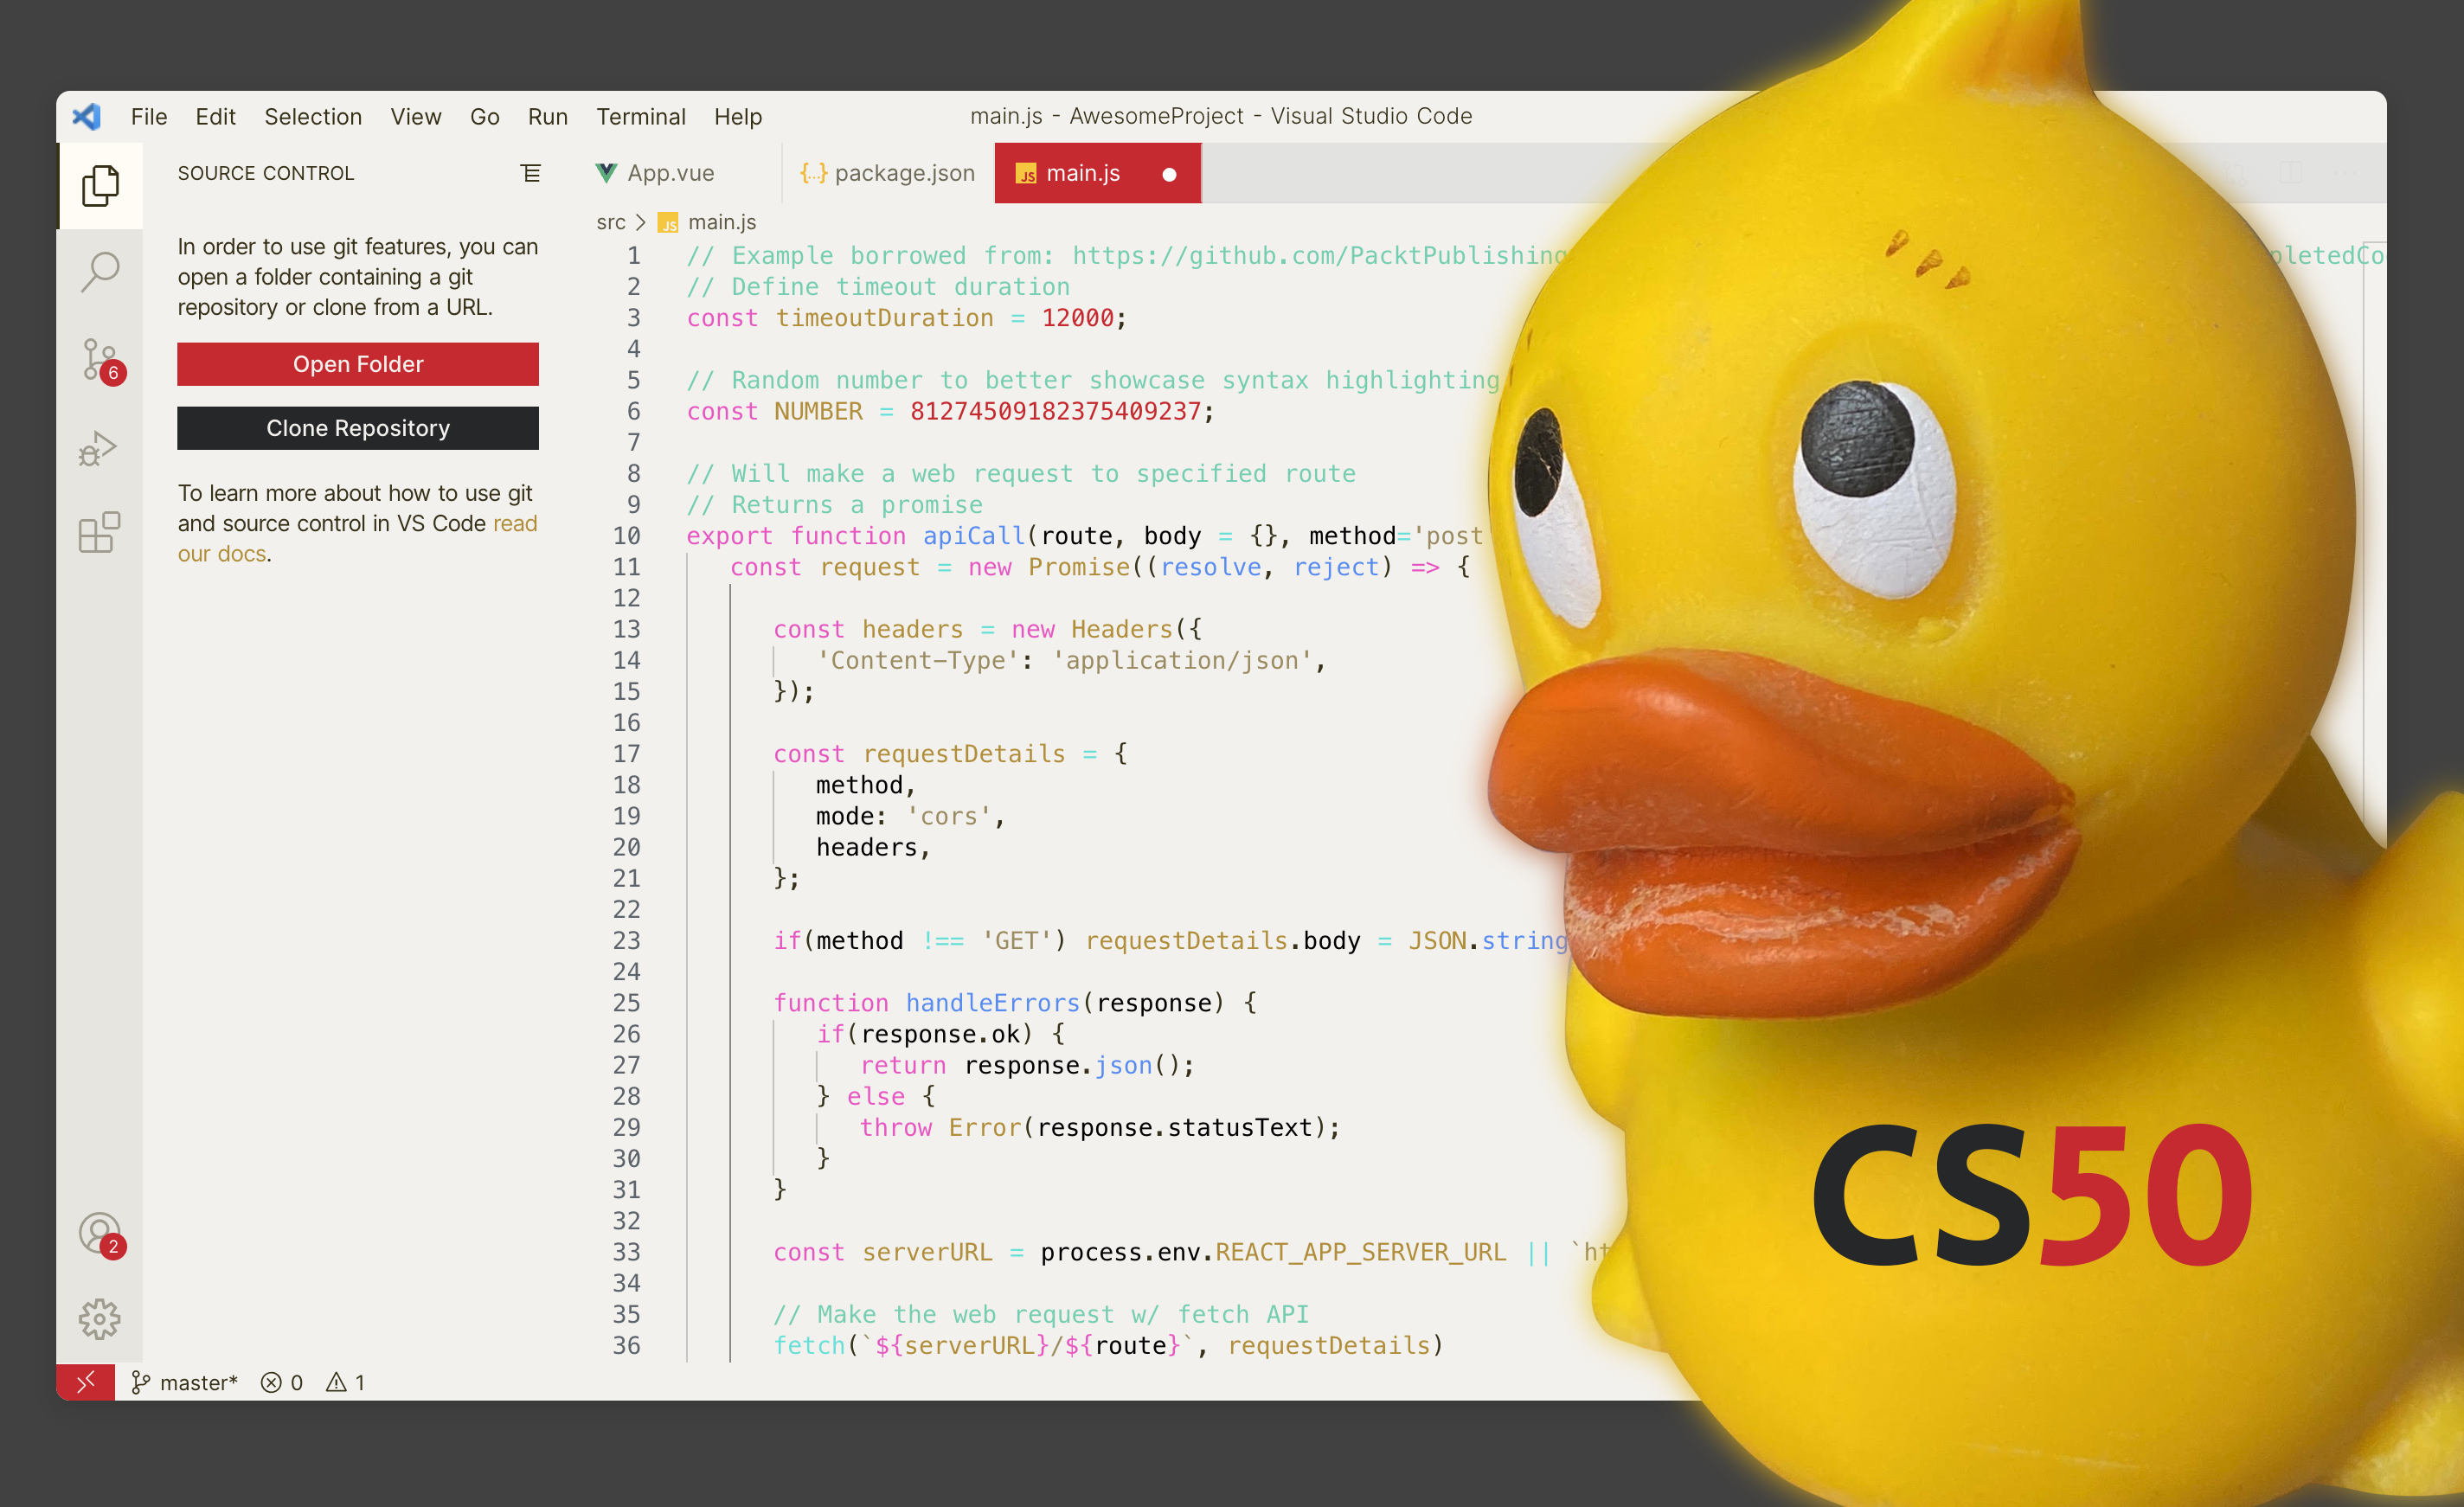 File Edit Selection View Go Run Terminal Help
main.js - AwesomeProject - Visual Studio Code
SOURCE CONTROL
In order to use git features, you can
open a folder containing a git
repository or clone from a URL.
Open Folder
Clone Repository
To learn more about how to use git
and source control in VS Code read
our docs.
6
2
App.vue
{..} package.json
JS main.js
src > JS main.js
1 // Example borrowed from: https://github.com/PacktPublishing
2 // Define timeout duration
3 const timeoutDuration = 12000;
4
5 // Random number to better showcase syntax highlighting
6 const NUMBER = 81274509182375409237;
7
8 // Will make a web request to specified route
9 // Returns a promise
10 export function apiCall(route, body = {}, method='post
11 const request = new Promise((resolve, reject) => {
12
13 const headers = new Headers({
14 'Content-Type': 'application/json',
15 });
16
17 const requestDetails = {
18 method,
19 mode: 'cors',
20 headers,
21 };
22
23 if(method !== 'GET') requestDetails.body = JSON.string
24
25 function handleErrors(response) {
26 if(response.ok) {
27 return response.json();
28 } else {
29 throw Error(response.statusText);
30 }
31 }
32
33 const serverURL = process.env.REACT_APP_SERVER_URL || `ht
34
35 // Make the web request w/ fetch API
36 fetch(`${serverURL}/${route}`, requestDetails)
master* 0 1
CS50